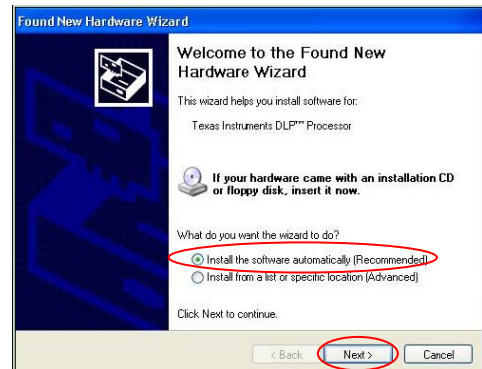 Found New Hardware Wizard
Welcome to the Found New
Hardware Wizard
This wizard helps you install software for:
Texas Instruments DLP™ Processor
If your hardware came with an installation CD
or floppy disk, insert it now.
What do you want the wizard to do?
Install the software automatically (Recommended)
Install from a list or specific location (Advanced)
Click Next to continue.
< Back Next > Cancel